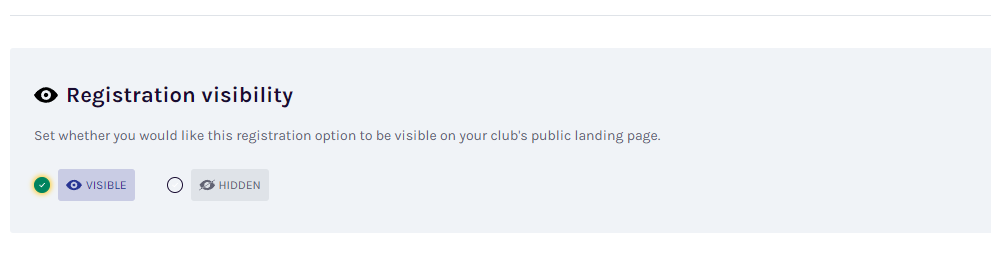 Registration visibility
Set whether you would like this registration option to be visible on your club's public landing page.
VISIBLE HIDDEN